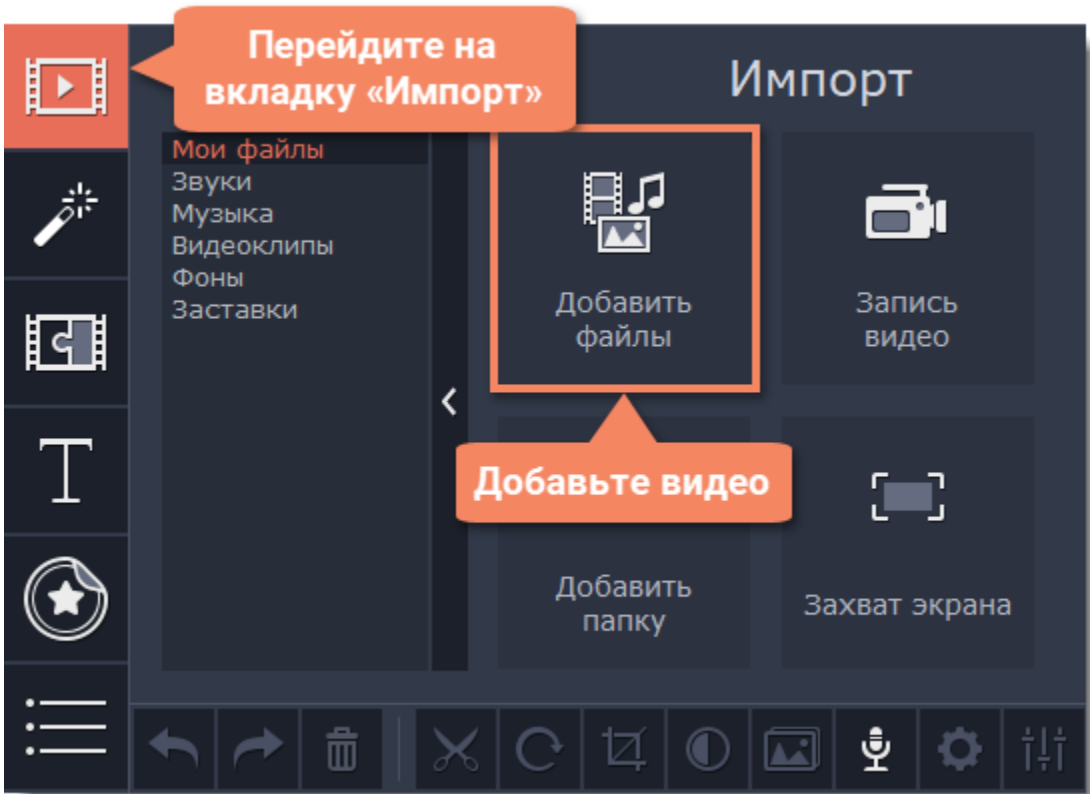 Перейдите на
вкладку «Импорт»
Импорт
Мои файлы
Звуки
Музыка
Видеоклипы
Фоны
Заставки
Добавить
файлы
Запись
видео
Добавьте видео
Добавить
папку
Захват экрана